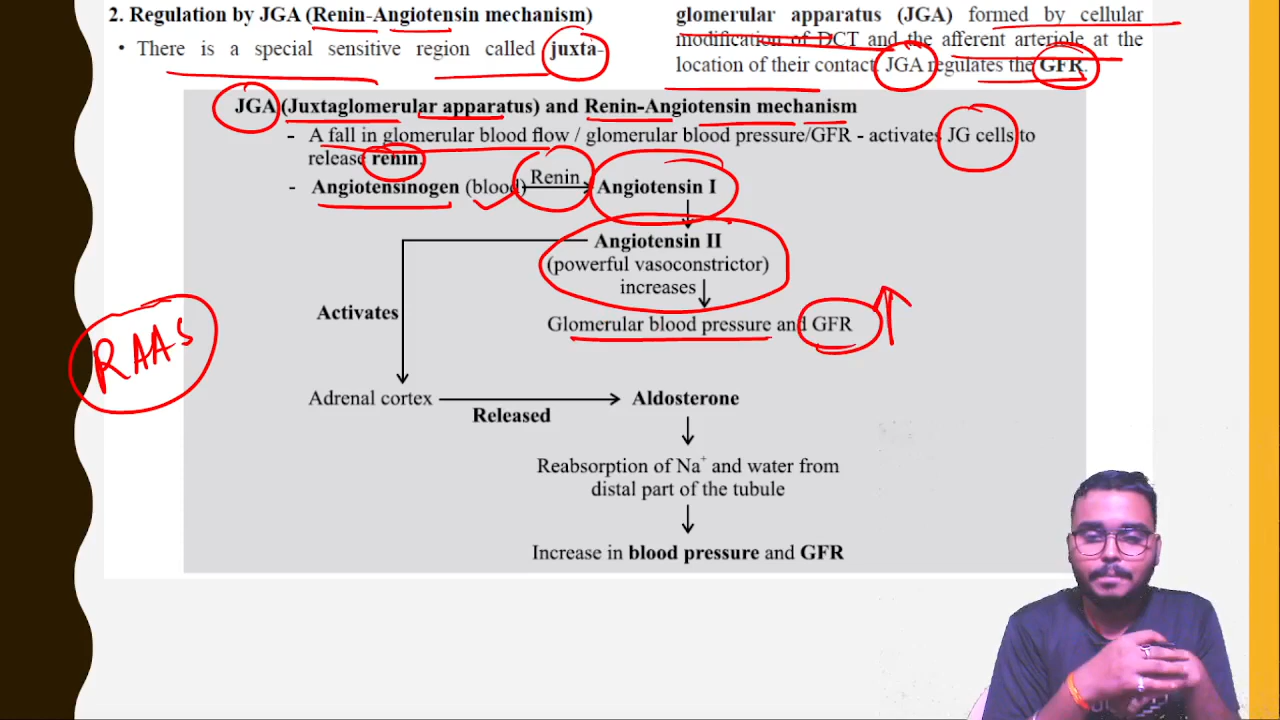 2. Regulation by JGA (Renin-Angiotensin mechanism)
• There is a special sensitive region called juxta-
glomerular apparatus (JGA) formed by cellular
modification of DCT and the afferent arteriole at the
location of their contact. JGA regulates the GFR.
JGA (Juxtaglomerular apparatus) and Renin-Angiotensin mechanism
- A fall in glomerular blood flow / glomerular blood pressure/GFR - activates JG cells to
release renin.
- Angiotensinogen (blood) Renin Angiotensin I
Angiotensin II
(powerful vasoconstrictor)
increases
Activates
Glomerular blood pressure and GFR
RAAS
Adrenal cortex Released Aldosterone
Reabsorption of Na+ and water from
distal part of the tubule
Increase in blood pressure and GFR